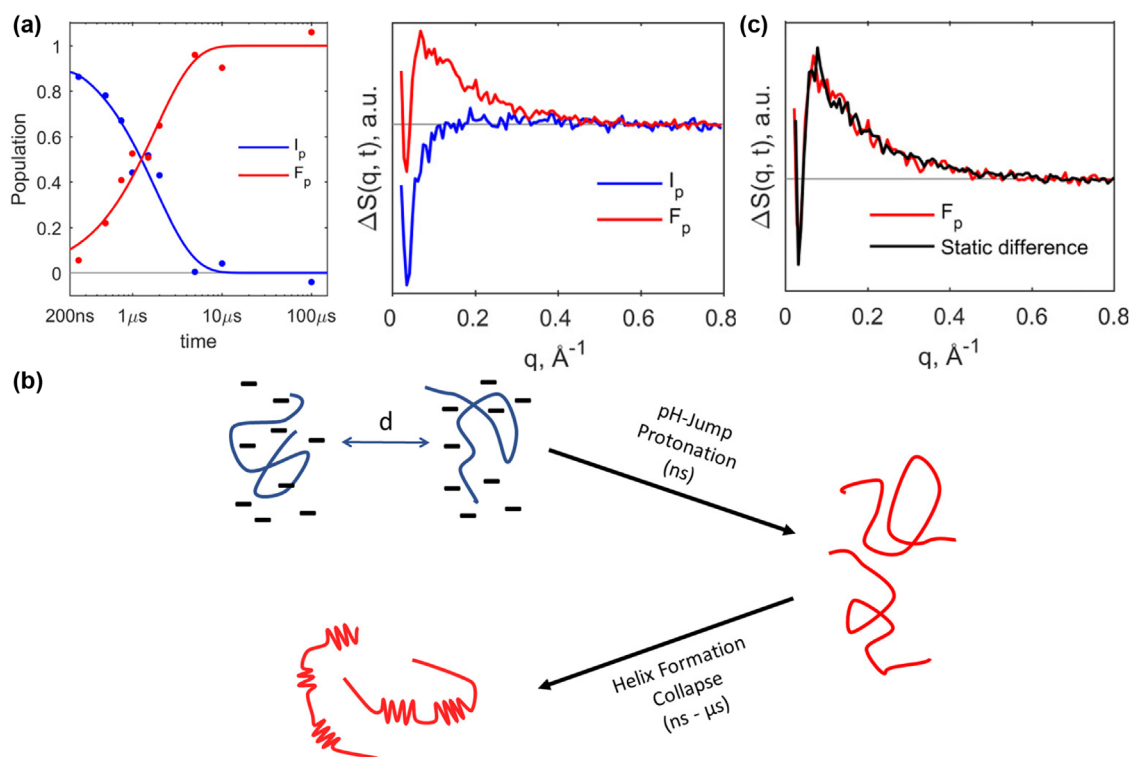 (a)
Population
1
0.8
0.6
0.4
0.2
0
200ns
1μs
10μs
100μs
time
Ip
Fp
ΔS(q, t), a.u.
0
0.2
0.4
0.6
0.8
q, Å-1
Ip
Fp
(c)
ΔS(q, t), a.u.
0
0.2
0.4
0.6
0.8
q, Å-1
Fp
Static difference
(b)
d
pH-Jump
Protonation
(ns)
Helix Formation
Collapse
(ns - μs)